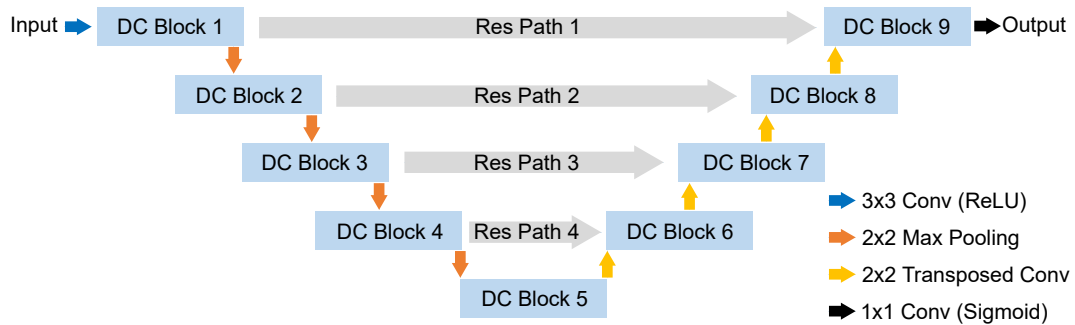 Input
DC Block 1
Res Path 1
DC Block 9
Output
DC Block 2
Res Path 2
DC Block 8
DC Block 3
Res Path 3
DC Block 7
DC Block 4
Res Path 4
DC Block 6
DC Block 5
3x3 Conv (ReLU)
2x2 Max Pooling
2x2 Transposed Conv
1x1 Conv (Sigmoid)